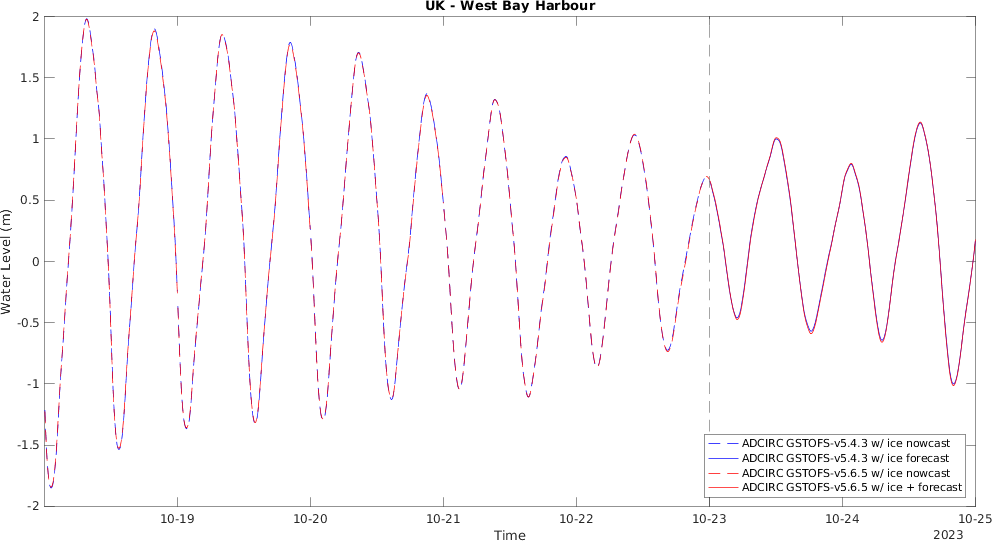 UK - West Bay Harbour
2
1.5
1
0.5
0
-0.5
-1
-1.5
-2
Water Level (m)
ADCIRC GSTOFS-v5.4.3 w/ ice nowcast
ADCIRC GSTOFS-v5.4.3 w/ ice forecast
ADCIRC GSTOFS-v5.6.5 w/ ice nowcast
ADCIRC GSTOFS-v5.6.5 w/ ice + forecast
10-19 10-20 10-21 10-22 10-23 10-24 10-25
Time 2023